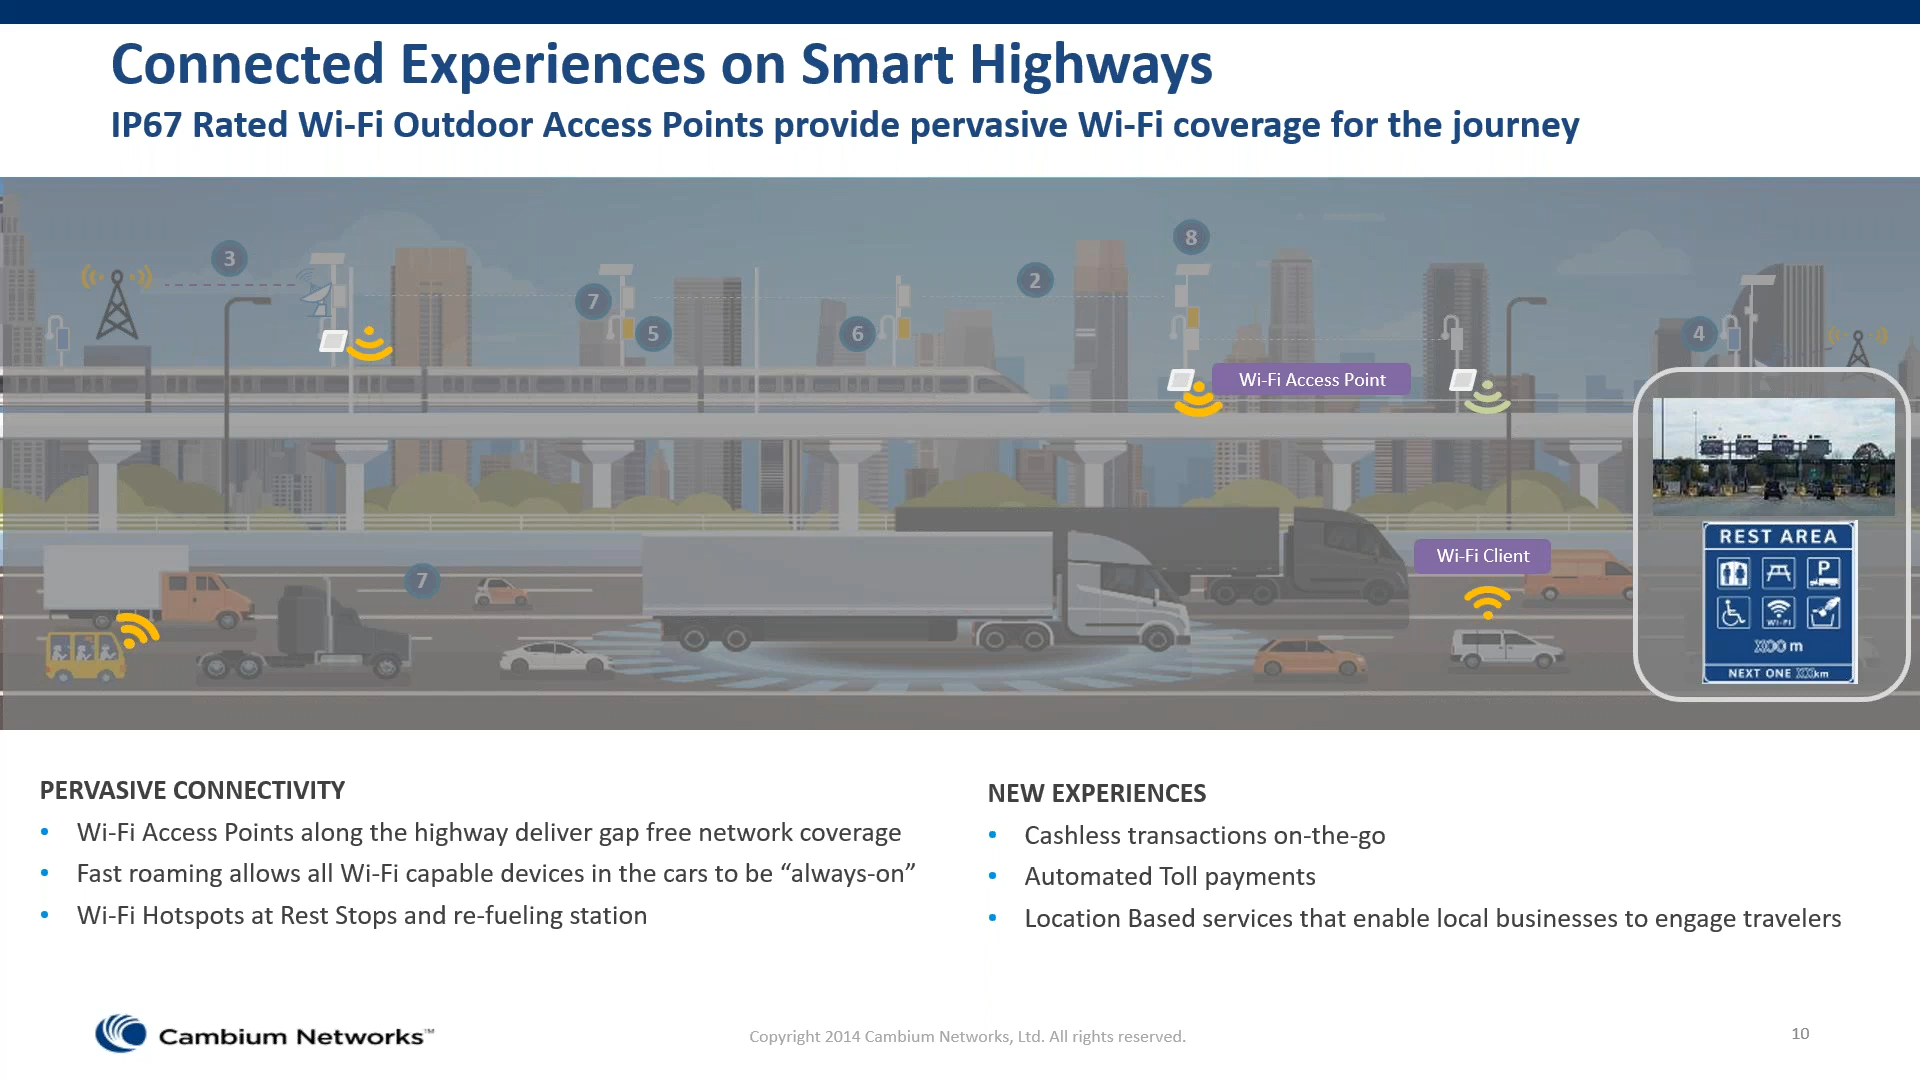 Connected Experiences on Smart Highways
IP67 Rated Wi-Fi Outdoor Access Points provide pervasive Wi-Fi coverage for the journey
8
3
2
7
5
6
4
Wi-Fi Access Point
REST AREA
Wi-Fi Client
P
7
WI-FI
m
NEXT ONE XXkm
PERVASIVE CONNECTIVITY
• Wi-Fi Access Points along the highway deliver gap free network coverage
• Fast roaming allows all Wi-Fi capable devices in the cars to be “always-on”
• Wi-Fi Hotspots at Rest Stops and re-fueling station
NEW EXPERIENCES
• Cashless transactions on-the-go
• Automated Toll payments
• Location Based services that enable local businesses to engage travelers
Cambium Networks™
Copyright 2014 Cambium Networks, Ltd. All rights reserved.
10